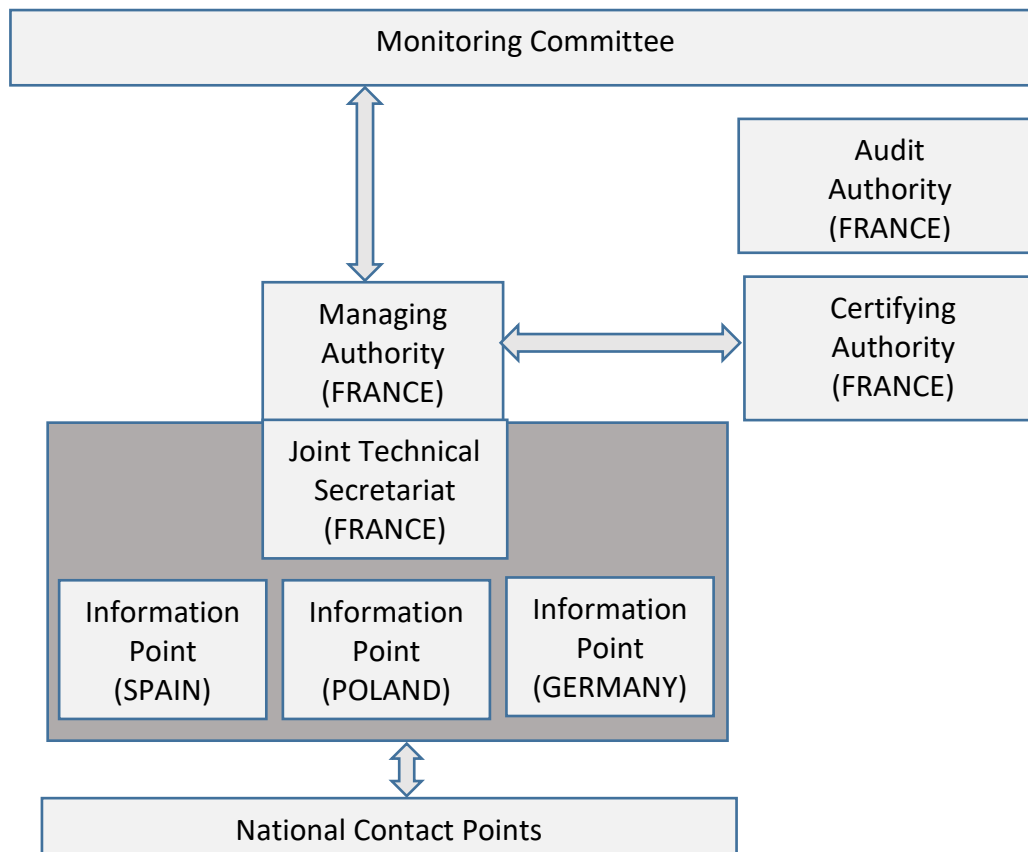 Monitoring Committee
Audit
Authority
(FRANCE)
Managing
Authority
(FRANCE)
Certifying
Authority
(FRANCE)
Joint Technical
Secretariat
(FRANCE)
Information
Point
(SPAIN)
Information
Point
(POLAND)
Information
Point
(GERMANY)
National Contact Points